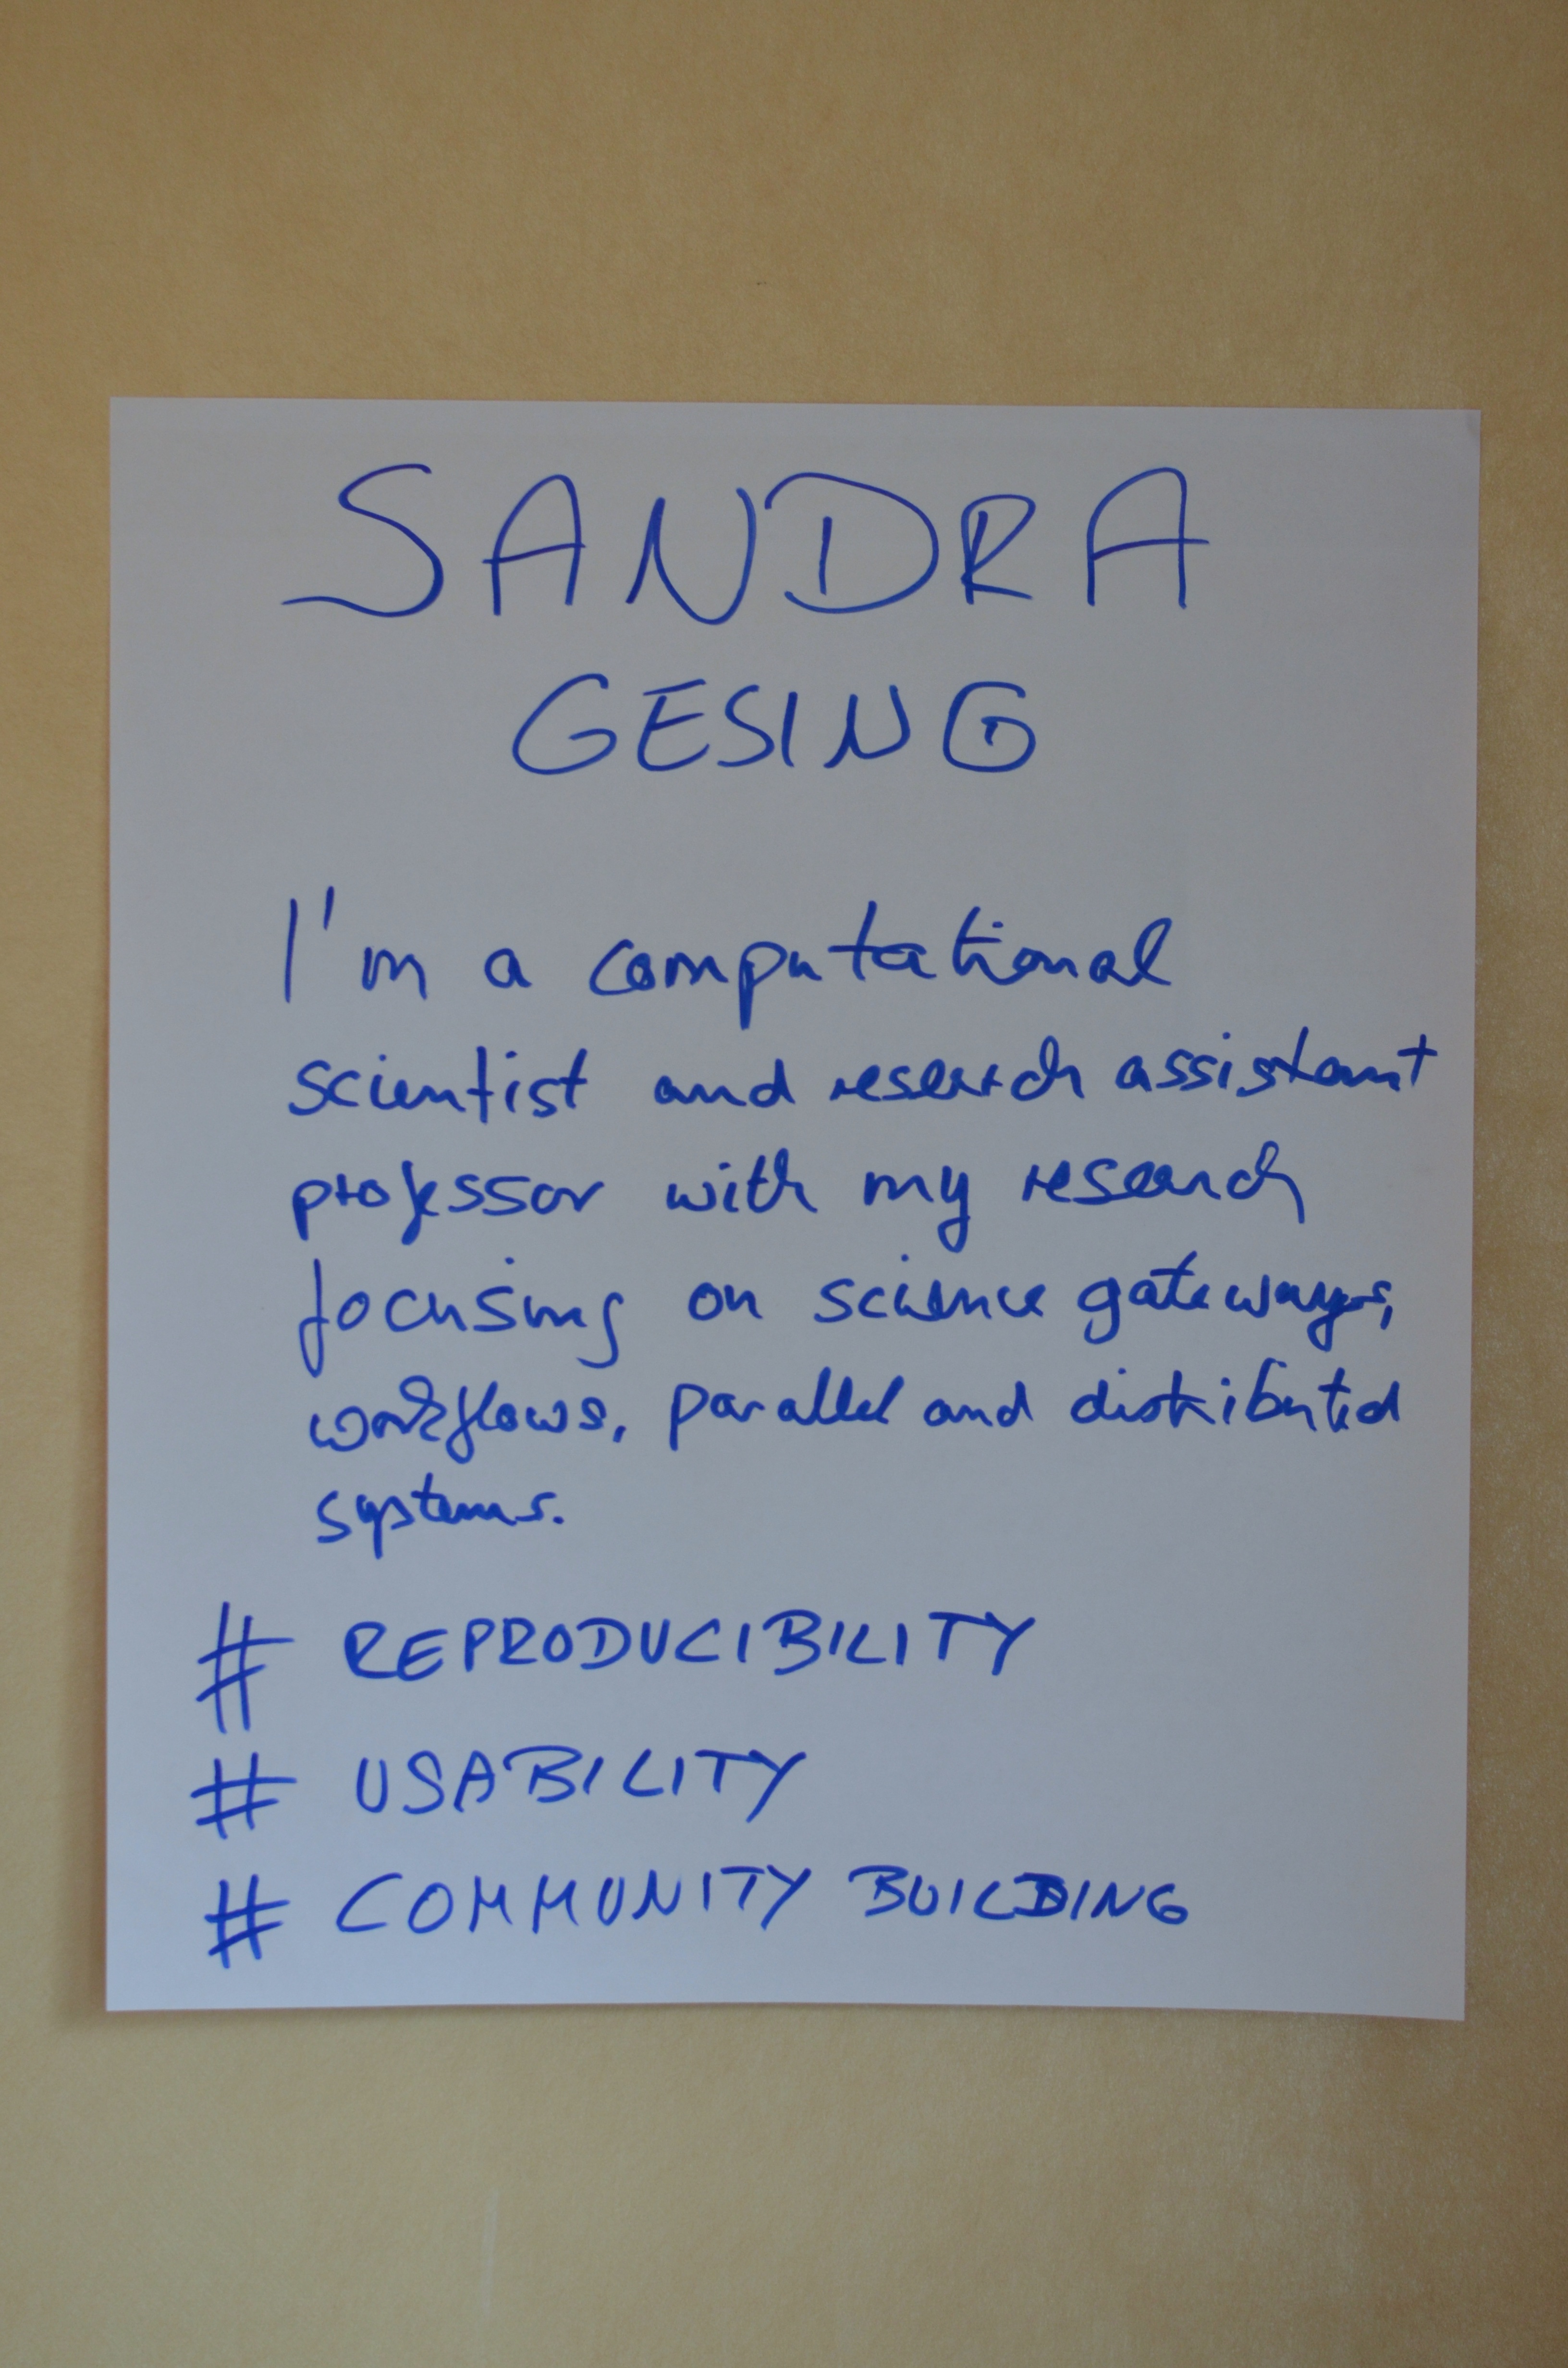 SANDRA
GESING
I'm a computational
scientist and research assistant
professor with my research
focusing on science gateways,
workflows, parallel and distributed
systems.
# REPRODUCIBILITY
# USABILITY
# COMMUNITY BUILDING